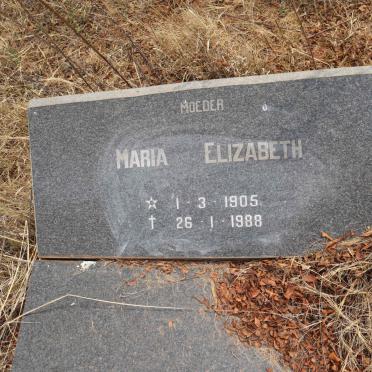 MOEDER
MARIA ELIZABETH
☆ 1-3-1905
✝ 26-1-1988